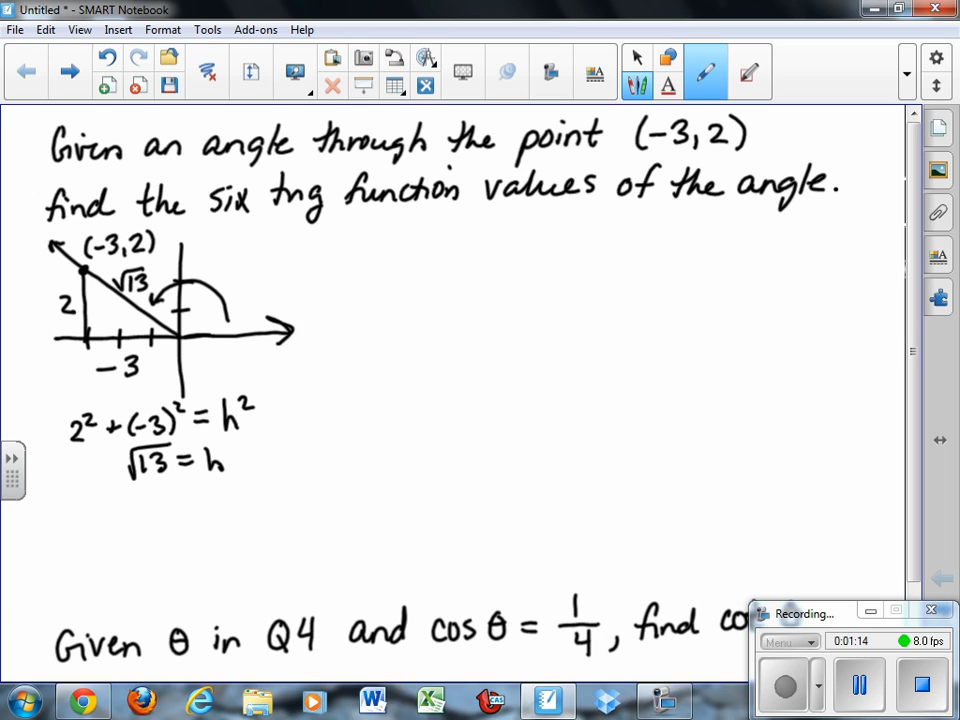 Untitled * - SMART Notebook
File Edit View Insert Format Tools Add-ons Help
Given an angle through the point (-3,2)
find the six trig function values of the angle.
(-3,2)
√13
2
-3
2² + (-3)² = h²
√13 = h
Given θ in Q4 and cos θ = 1/4, find
Recording...
Menu
0:01:14
8.0 fps